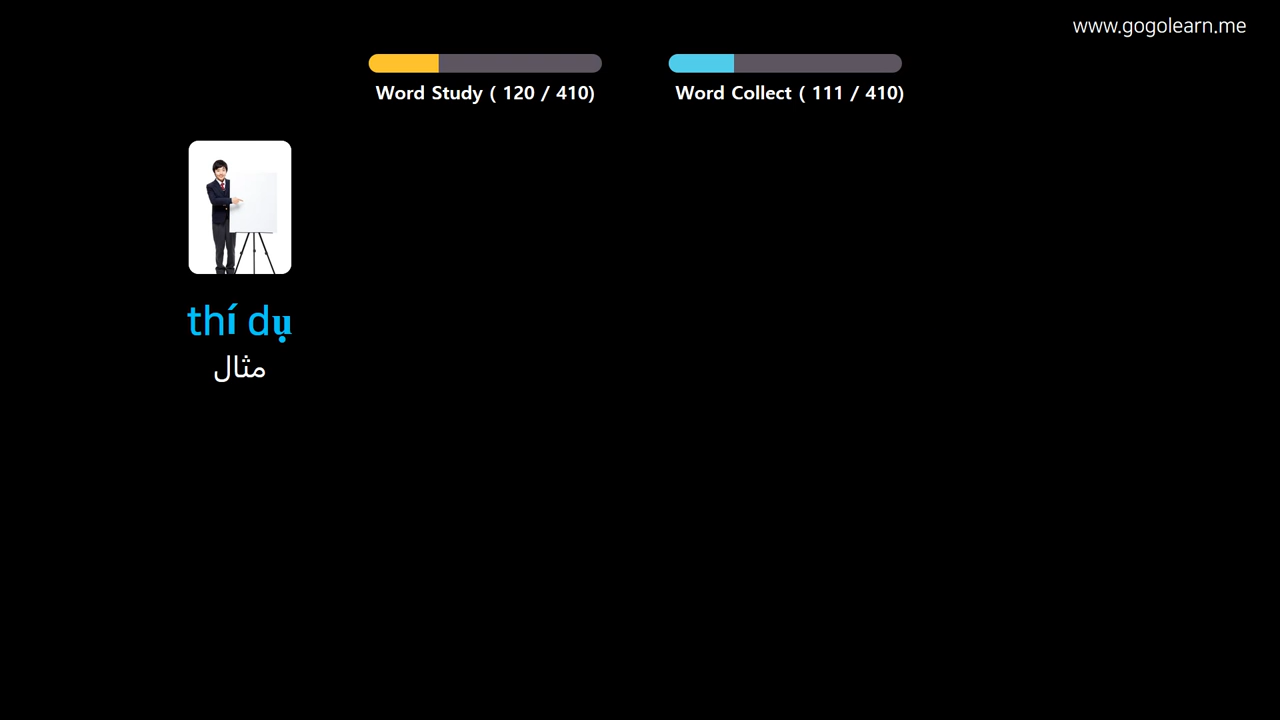 www.gogolearn.me
Word Study ( 120 / 410)
Word Collect ( 111 / 410)
thí dụ
مثال